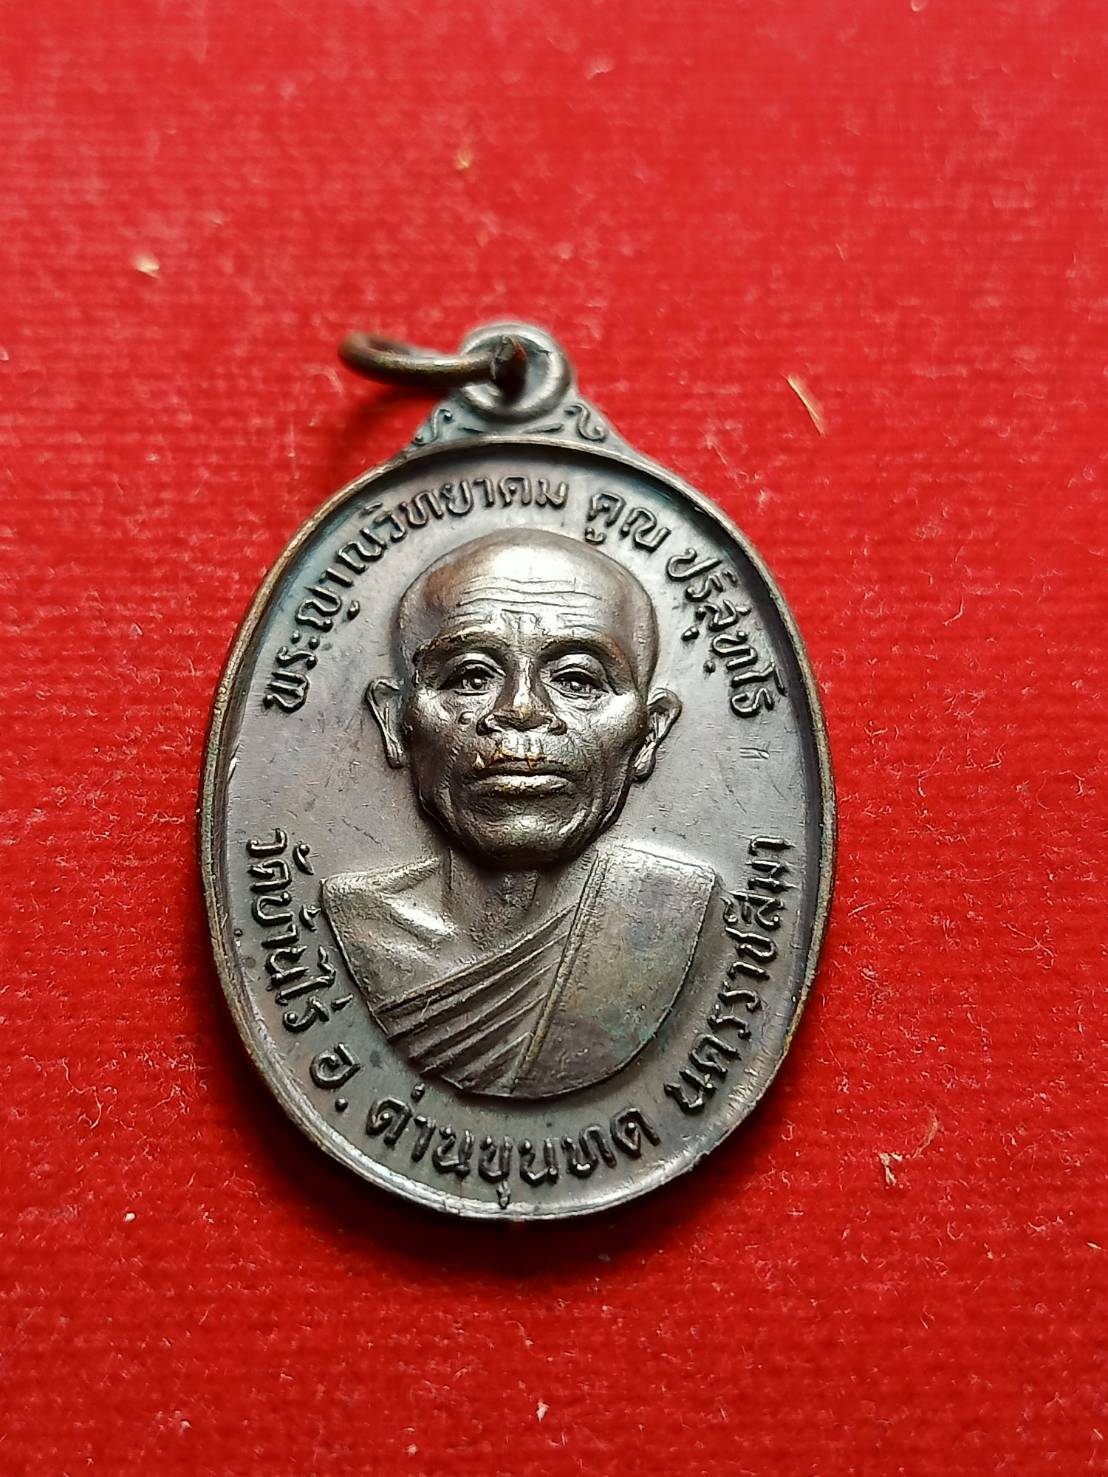 พระญาณวิทยาคม คูณ ปริสุทฺโธ
วัดบ้านไร่ อ. ด่านขุนทด นครราชสีมา